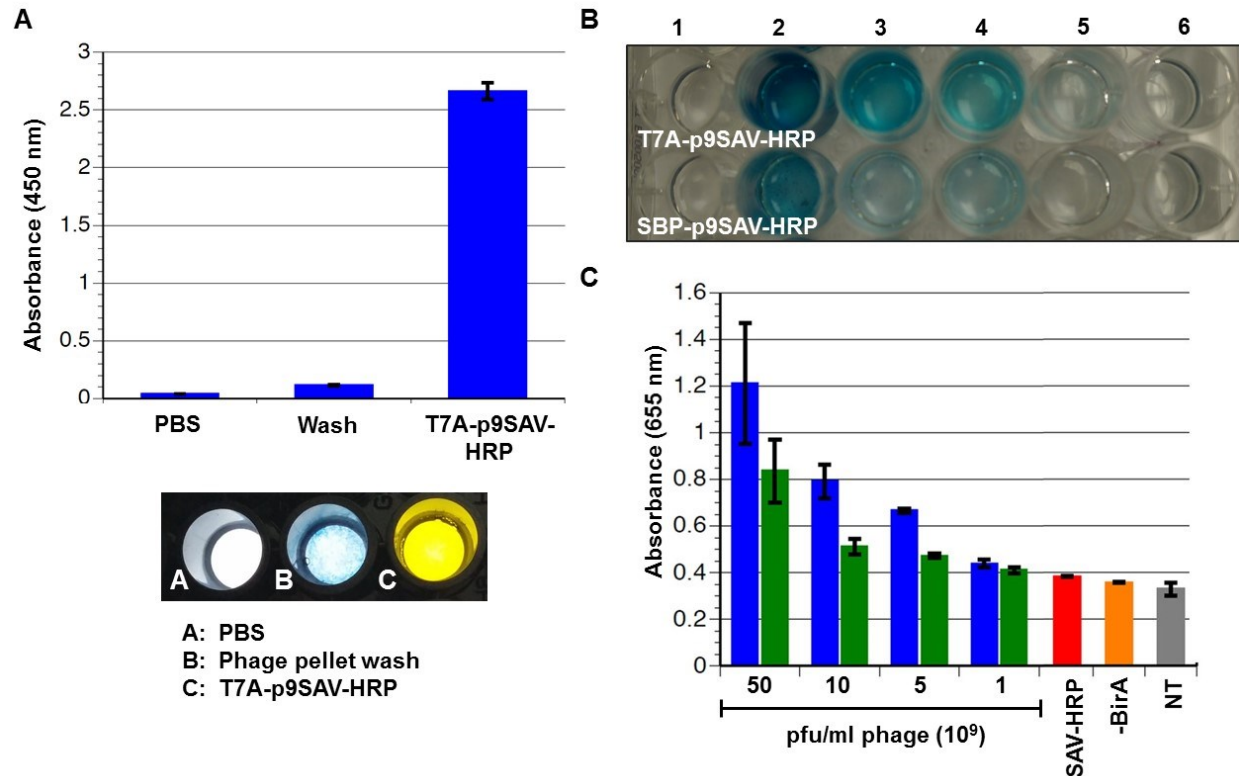 A
Absorbance (450 nm)
3
2.5
2
1.5
1
0.5
0
PBS
Wash
T7A-p9SAV-
HRP
A
B
C
A: PBS
B: Phage pellet wash
C: T7A-p9SAV-HRP
B
1 2 3 4 5 6
T7A-p9SAV-HRP
SBP-p9SAV-HRP
C
Absorbance (655 nm)
1.6
1.4
1.2
1
0.8
0.6
0.4
0.2
0
50 10 5 1
pfu/ml phage (10⁹)
SAV-HRP
-BirA
NT